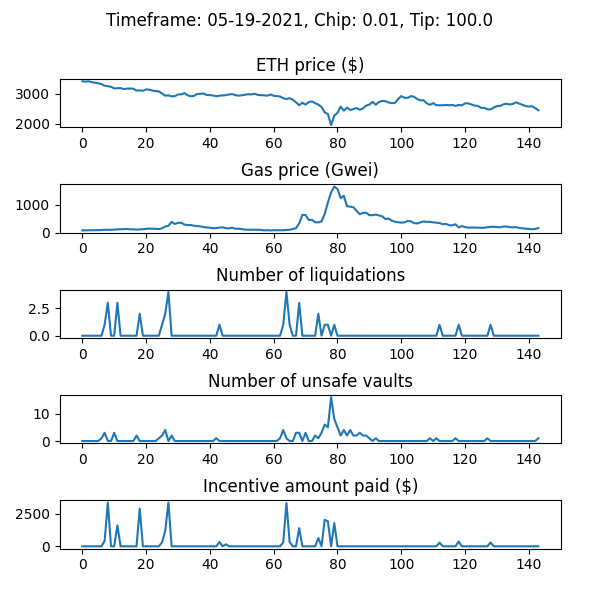 Timeframe: 05-19-2021, Chip: 0.01, Tip: 100.0
ETH price ($)
3000
2000
0 20 40 60 80 100 120 140
Gas price (Gwei)
1000
0
0 20 40 60 80 100 120 140
Number of liquidations
2.5
0.0
0 20 40 60 80 100 120 140
Number of unsafe vaults
10
0
0 20 40 60 80 100 120 140
Incentive amount paid ($)
2500
0
0 20 40 60 80 100 120 140